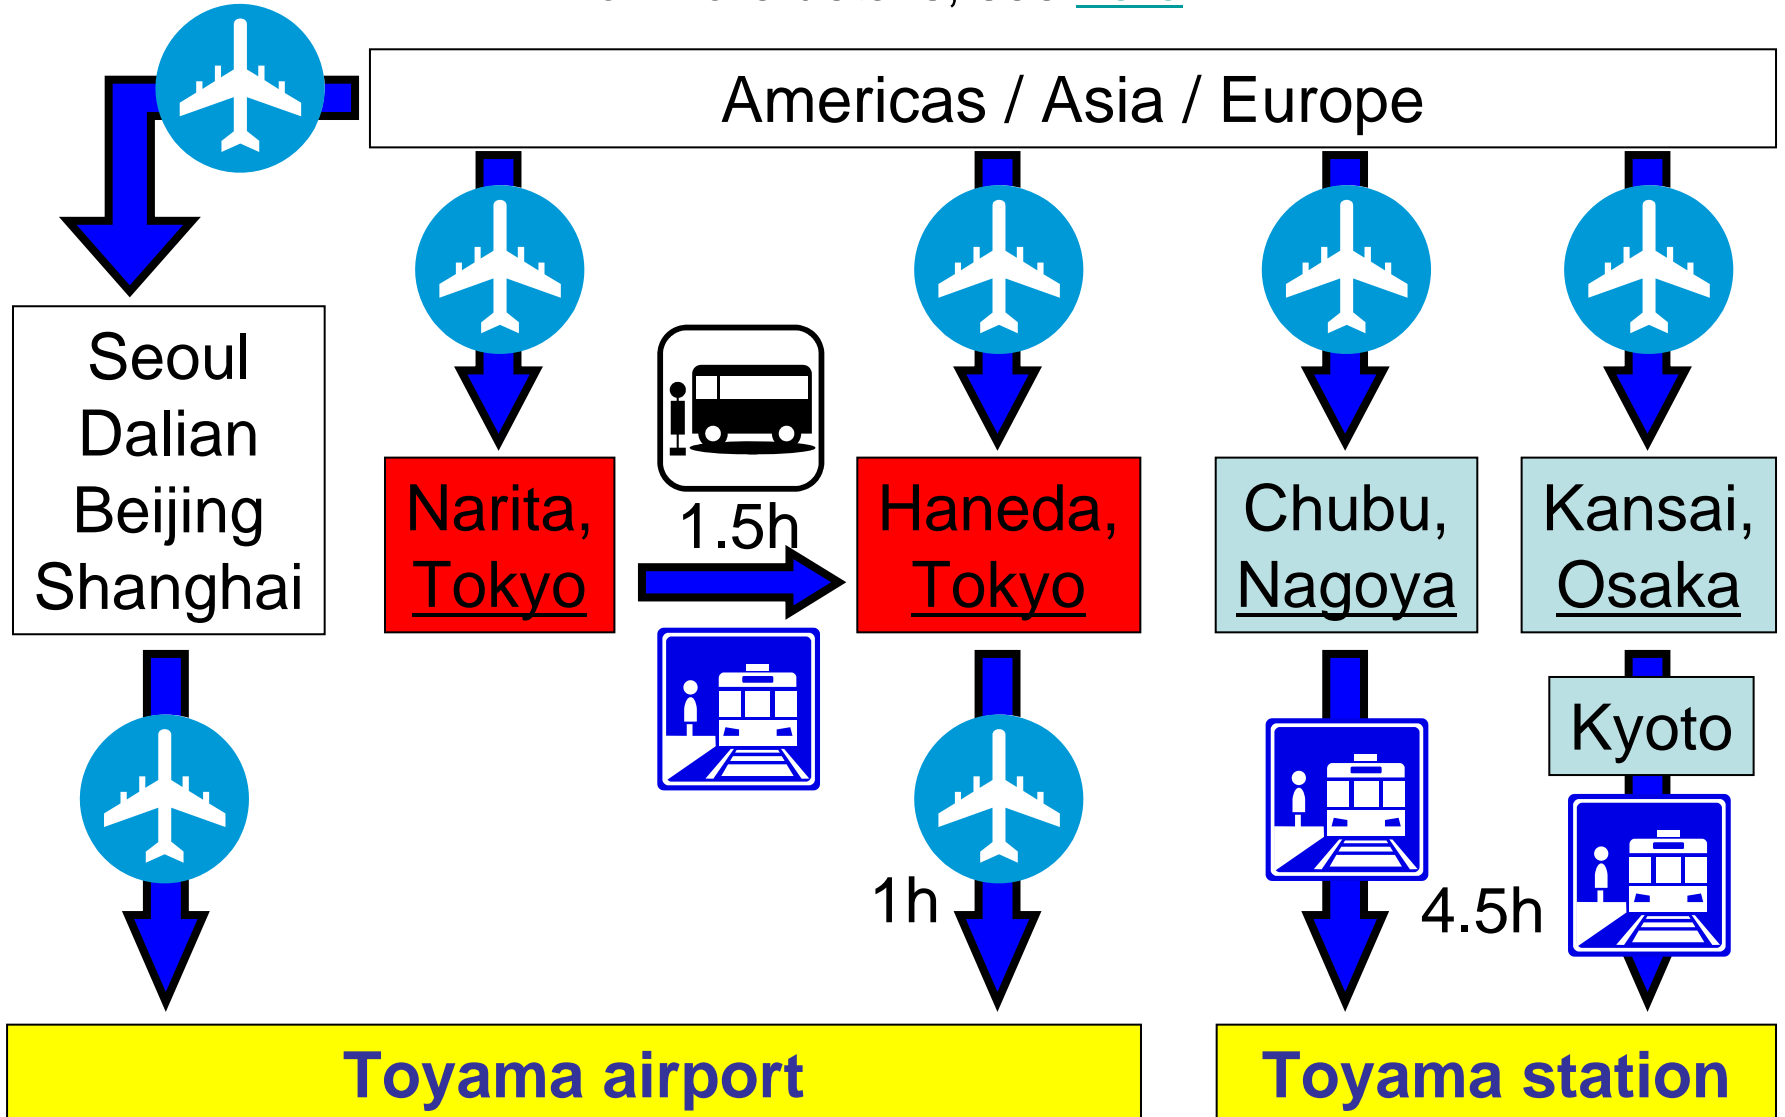 Americas / Asia / Europe
Seoul
Dalian
Beijing
Shanghai
Narita,
Tokyo
1.5h
Haneda,
Tokyo
Chubu,
Nagoya
Kansai,
Osaka
Kyoto
1h
4.5h
Toyama airport
Toyama station